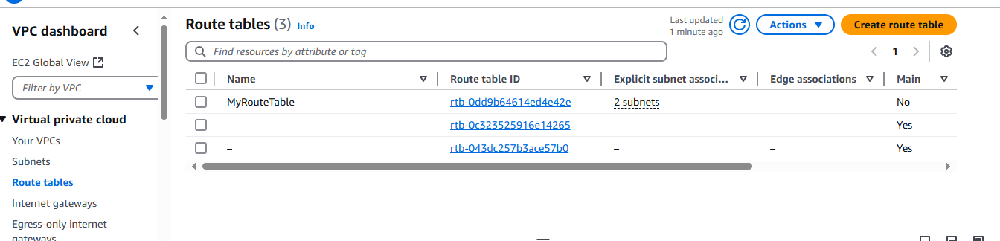 VPC dashboard
EC2 Global View
Filter by VPC
Virtual private cloud
Your VPCs
Subnets
Route tables
Internet gateways
Egress-only internet
gateways
Route tables (3) Info
Last updated
1 minute ago
Actions
Create route table
Find resources by attribute or tag
1
Name Route table ID Explicit subnet associ... Edge associations Main
MyRouteTable rtb-0dd9b64614ed4e42e 2 subnets – No
– rtb-0c323525916e14265 – – Yes
– rtb-043dc257b3ace57b0 – – Yes